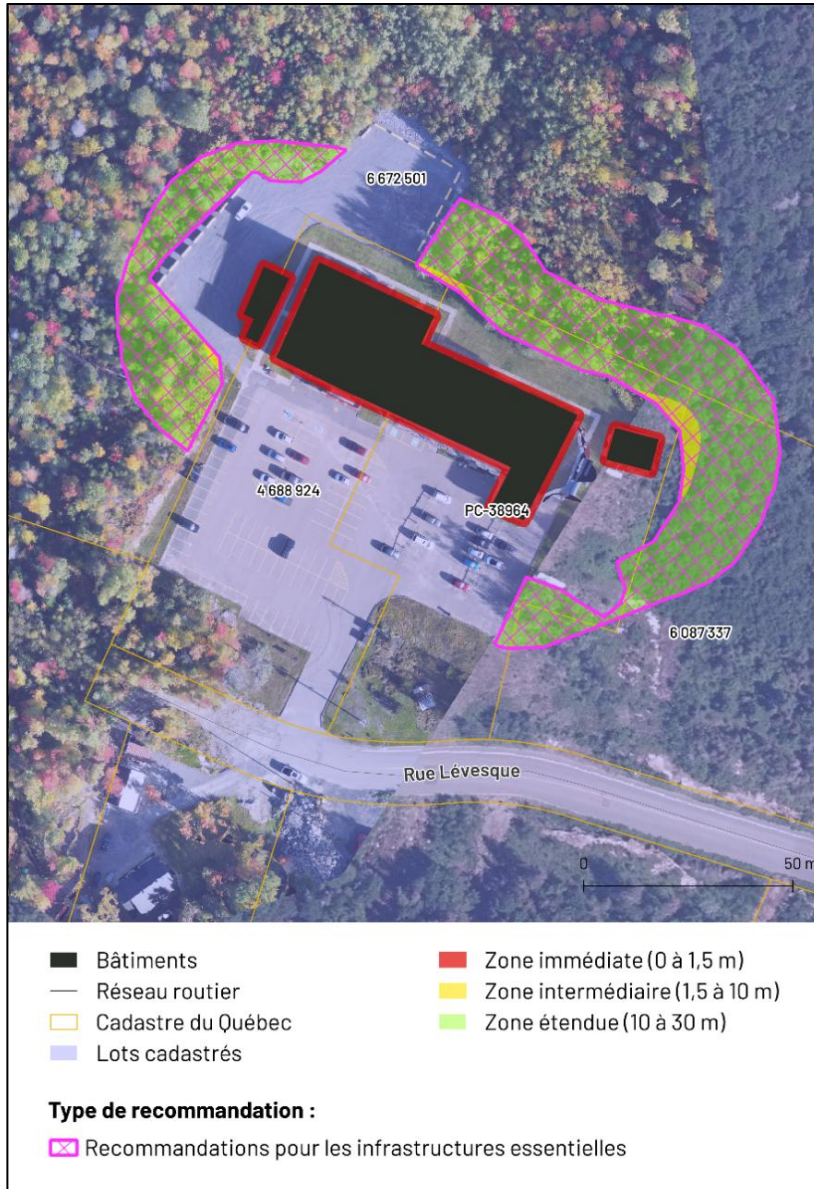 6 672 501
4 688 924
PC-38964
6 087 337
Rue Lévesque
0 50 m
Bâtiments
Réseau routier
Cadastre du Québec
Lots cadastrés
Zone immédiate (0 à 1,5 m)
Zone intermédiaire (1,5 à 10 m)
Zone étendue (10 à 30 m)
Type de recommandation :
Recommandations pour les infrastructures essentielles